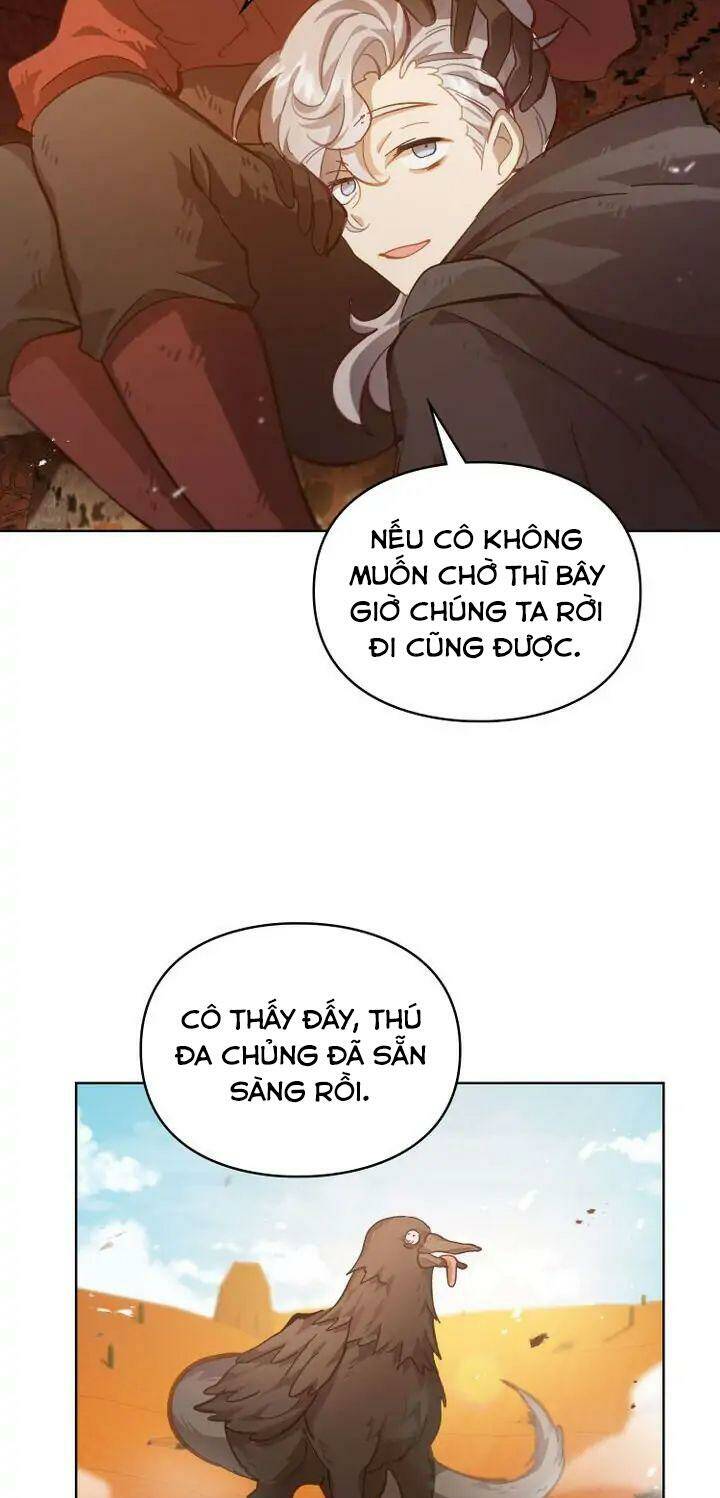 NẾU CÔ KHÔNG
MUỐN CHỜ THÌ BÂY
GIỜ CHÚNG TA RỜI
ĐI CŨNG ĐƯỢC.
CÔ THẤY ĐẤY, THÚ
ĐA CHỦNG ĐÃ SẴN
SÀNG RỒI.